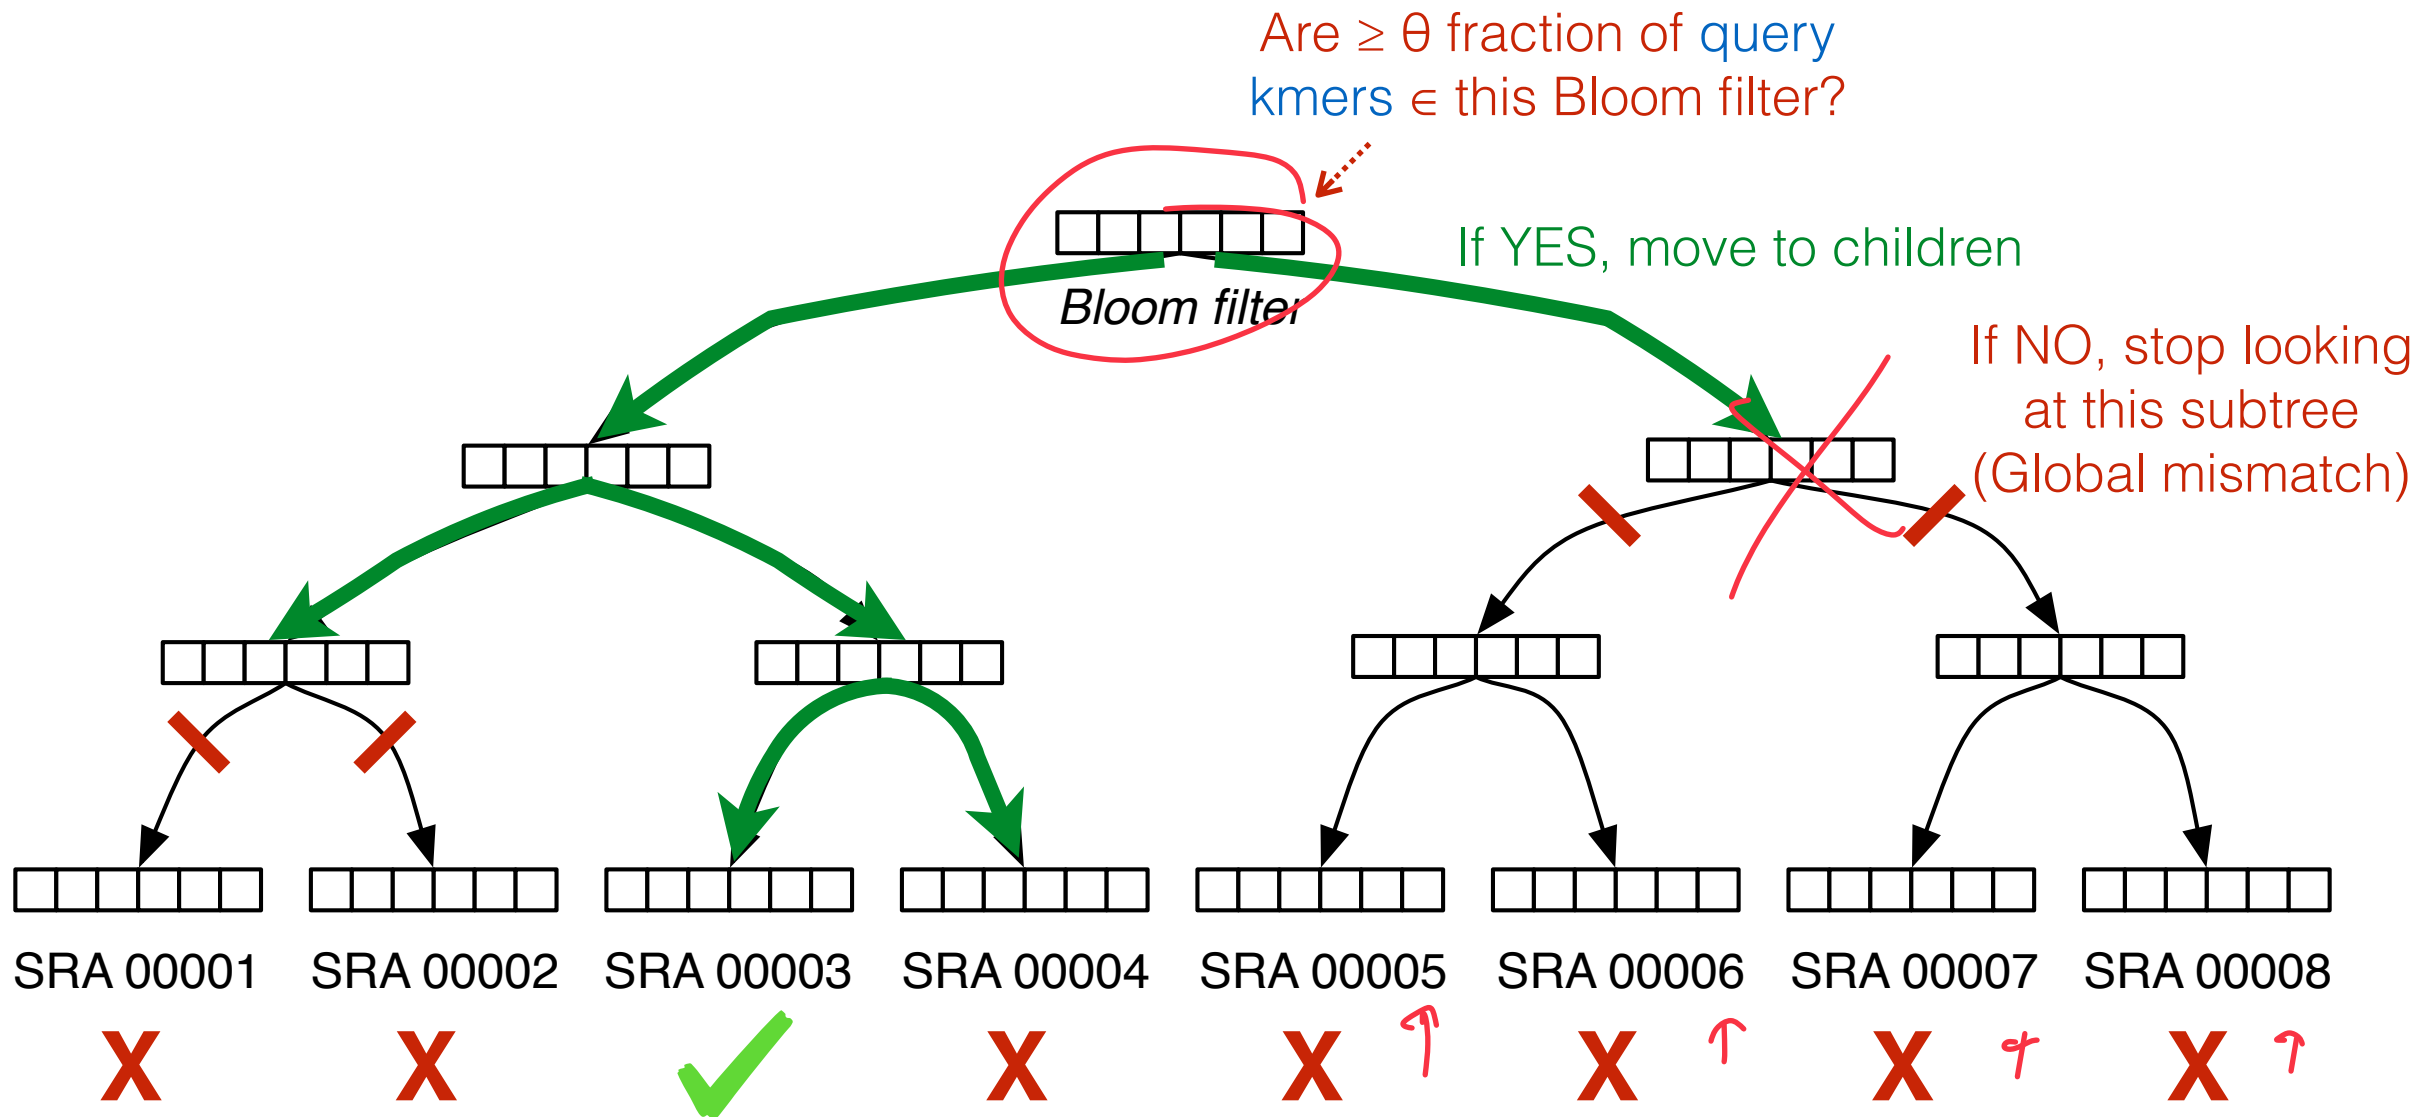 Are ≥ θ fraction of query
kmers ∈ this Bloom filter?
If YES, move to children
Bloom filter
If NO, stop looking
at this subtree
(Global mismatch)
SRA 00001 SRA 00002 SRA 00003 SRA 00004 SRA 00005 SRA 00006 SRA 00007 SRA 00008
X X ✓ X X X X X